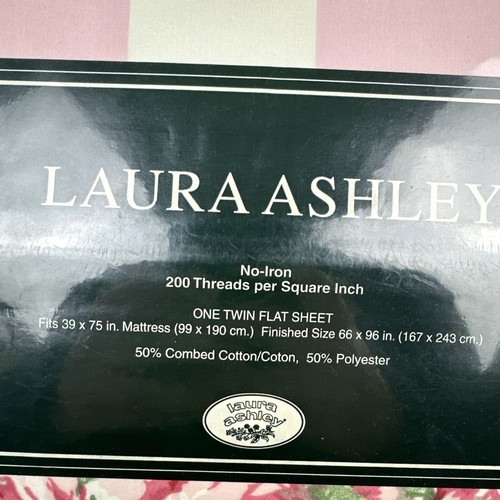 LAURA ASHLEY
No-Iron
200 Threads per Square Inch
ONE TWIN FLAT SHEET
Fits 39 x 75 in. Mattress (99 x 190 cm.) Finished Size 66 x 96 in. (167 x 243 cm.)
50% Combed Cotton/Coton, 50% Polyester
laura
ashley